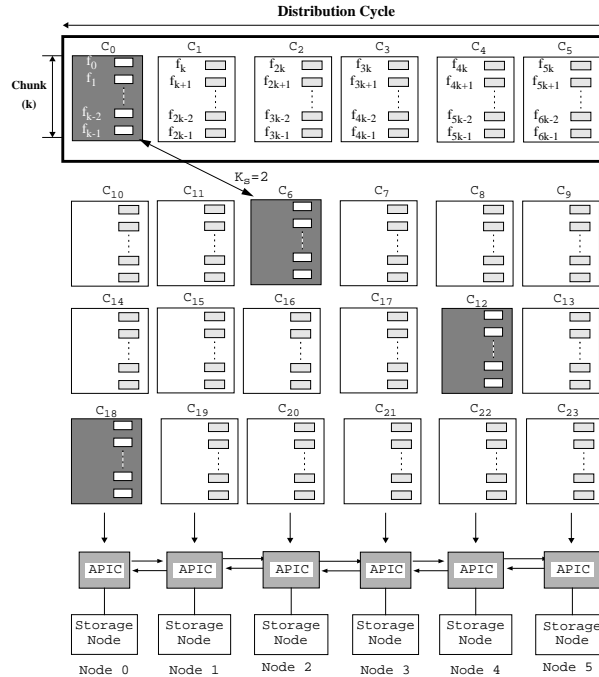 Distribution Cycle
C0 C1 C2 C3 C4 C5
Chunk
(k)
f0 fk f2k f3k f4k f5k
f1 fk+1 f2k+1 f3k+1 f4k+1 f5k+1
fk-2 f2k-2 f3k-2 f4k-2 f5k-2 f6k-2
fk-1 f2k-1 f3k-1 f4k-1 f5k-1 f6k-1
Ks=2
C10 C11 C6 C7 C8 C9
C14 C15 C16 C17 C12 C13
C18 C19 C20 C21 C22 C23
APIC APIC APIC APIC APIC APIC
Storage Storage Storage Storage Storage Storage
Node Node Node Node Node Node
Node 0 Node 1 Node 2 Node 3 Node 4 Node 5